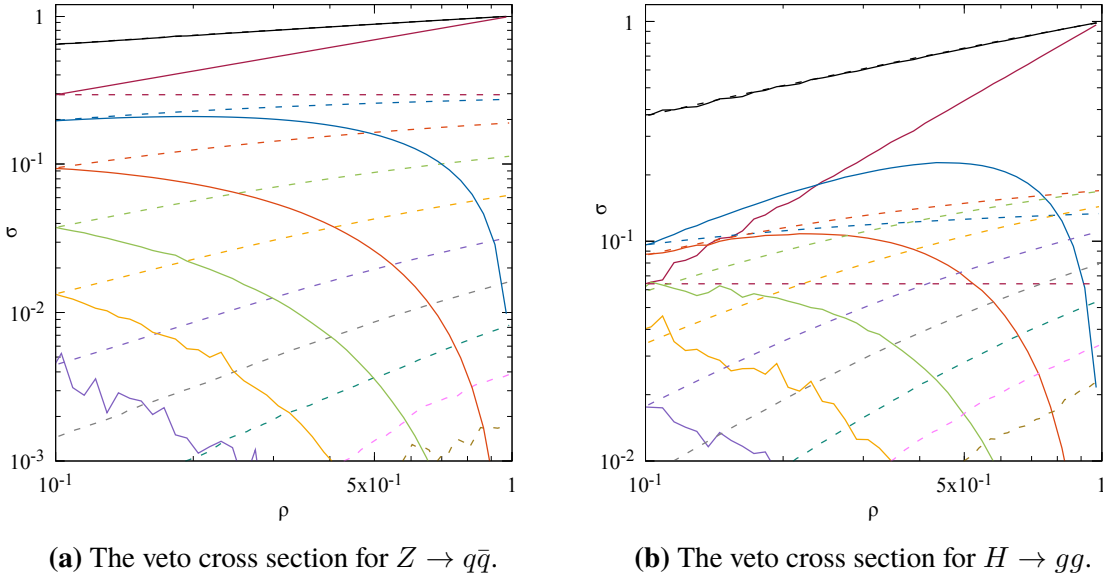 1
10⁻¹
10⁻²
10⁻³
σ
10⁻¹
5x10⁻¹
1
ρ
1
10⁻¹
10⁻²
σ
10⁻¹
5x10⁻¹
1
ρ
(a) The veto cross section for Z → qq̄.
(b) The veto cross section for H → gg.